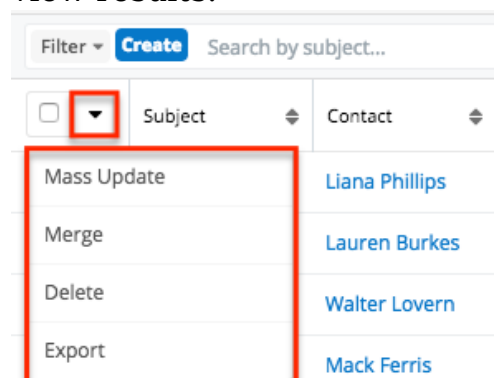 Filter Create Search by subject...
Subject Contact
Mass Update Liana Phillips
Merge Lauren Burkes
Delete Walter Lovern
Export Mack Ferris